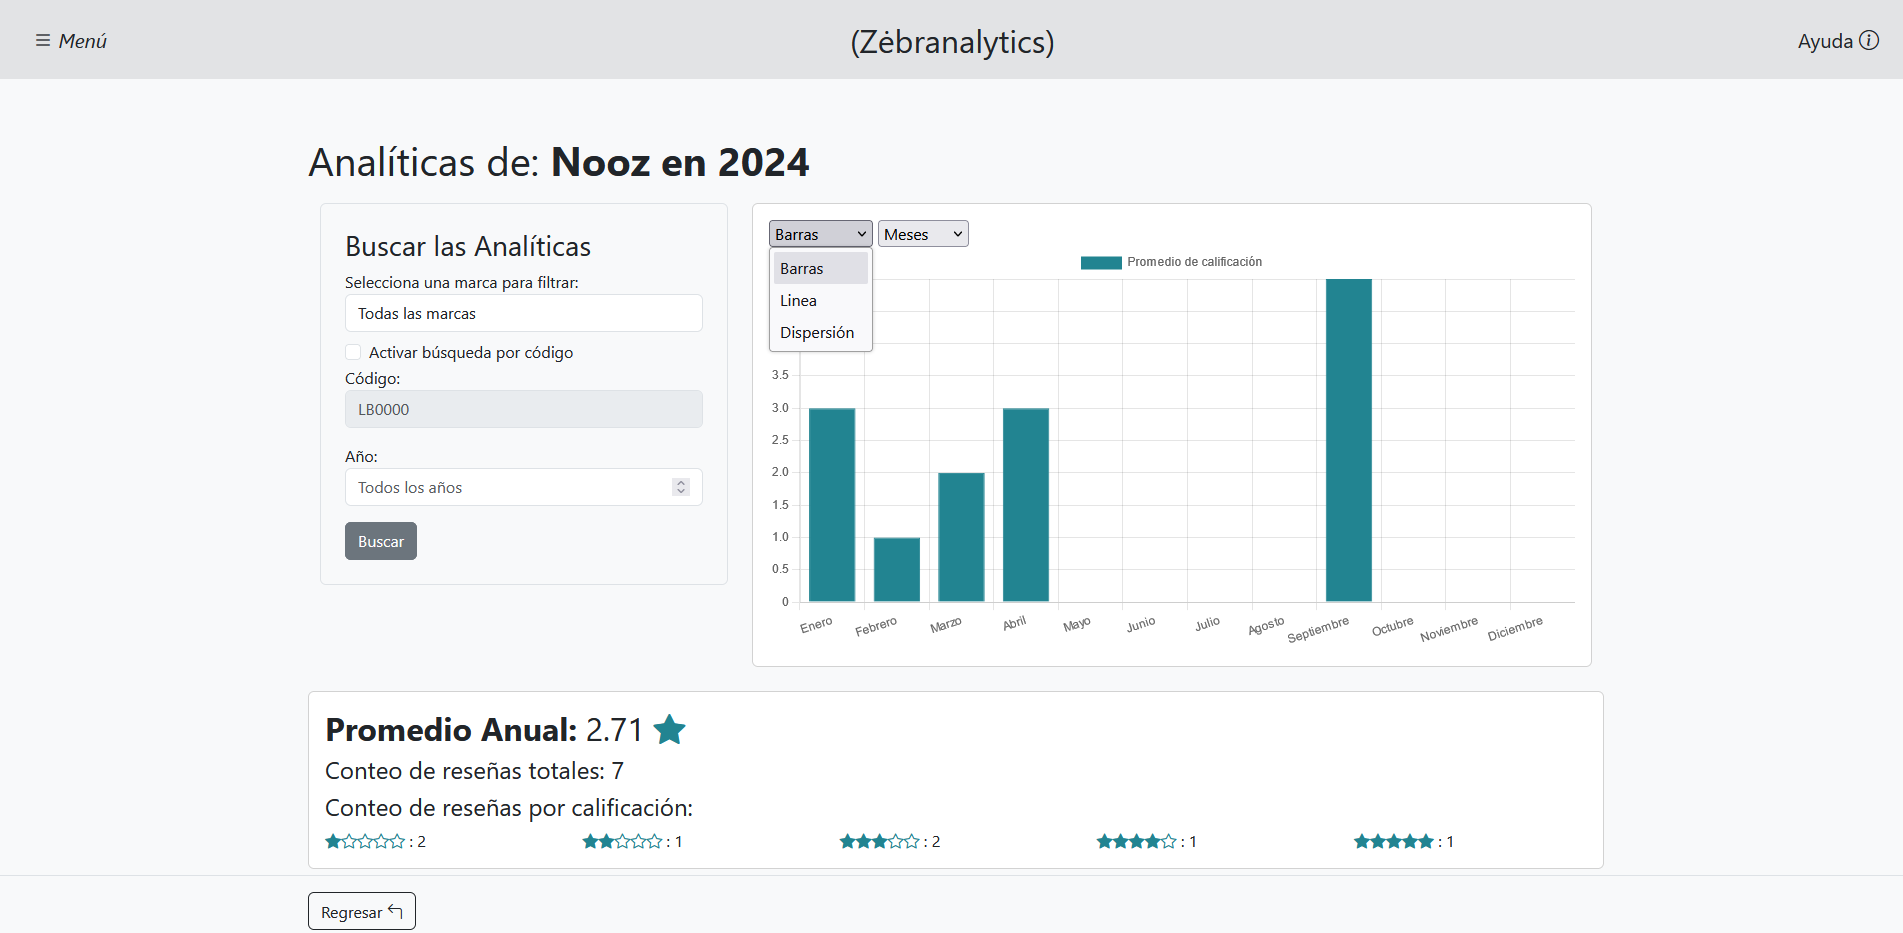 Menú
(Zėbranalytics)
Ayuda
Analíticas de: Nooz en 2024
Buscar las Analíticas
Selecciona una marca para filtrar:
Todas las marcas
Activar búsqueda por código
Código:
LB0000
Año:
Todos los años
Buscar
Barras
Meses
Barras
Linea
Dispersión
Promedio de calificación
3.5
3.0
2.5
2.0
1.5
1.0
0.5
0
Enero
Febrero
Marzo
Abril
Mayo
Junio
Julio
Agosto
Septiembre
Octubre
Noviembre
Diciembre
Promedio Anual: 2.71
Conteo de reseñas totales: 7
Conteo de reseñas por calificación:
: 2
: 1
: 2
: 1
: 1
Regresar